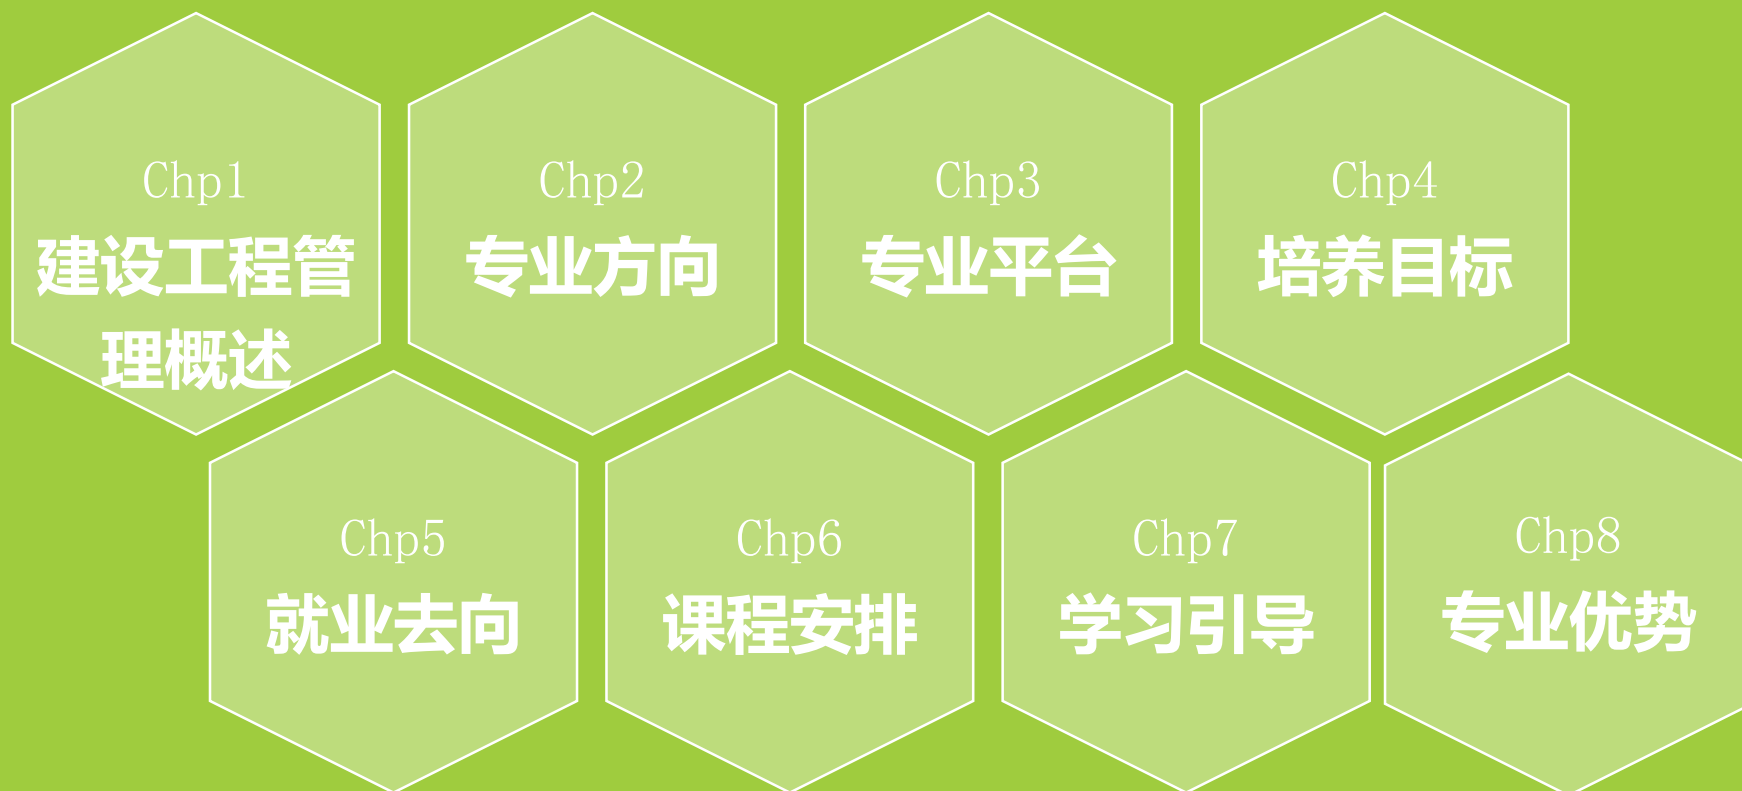 Chp1
建设工程管
理概述
Chp2
专业方向
Chp3
专业平台
Chp4
培养目标
Chp5
就业去向
Chp6
课程安排
Chp7
学习引导
Chp8
专业优势